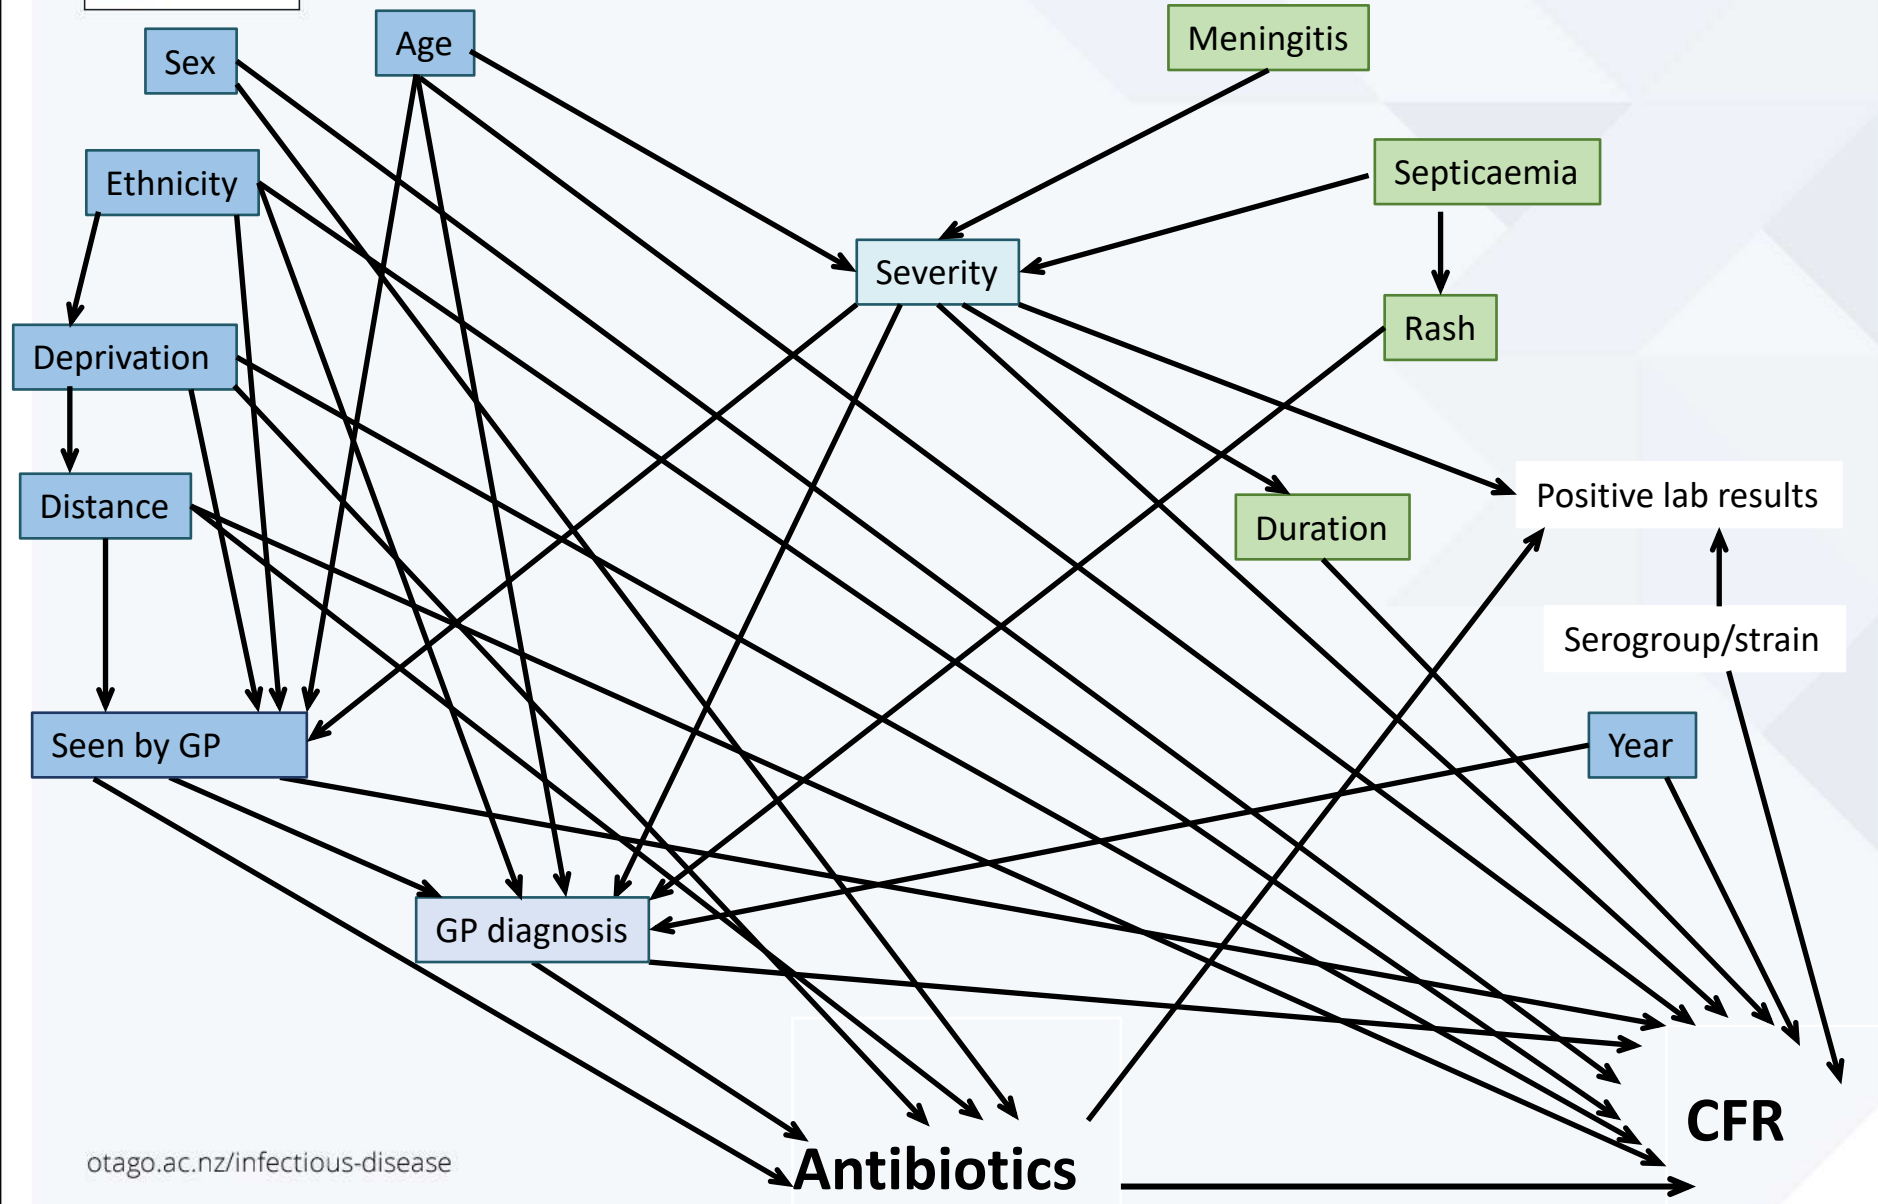 Sex
Age
Meningitis
Ethnicity
Septicaemia
Severity
Rash
Deprivation
Distance
Duration
Positive lab results
Serogroup/strain
Seen by GP
Year
GP diagnosis
CFR
Antibiotics
otago.ac.nz/infectious-disease